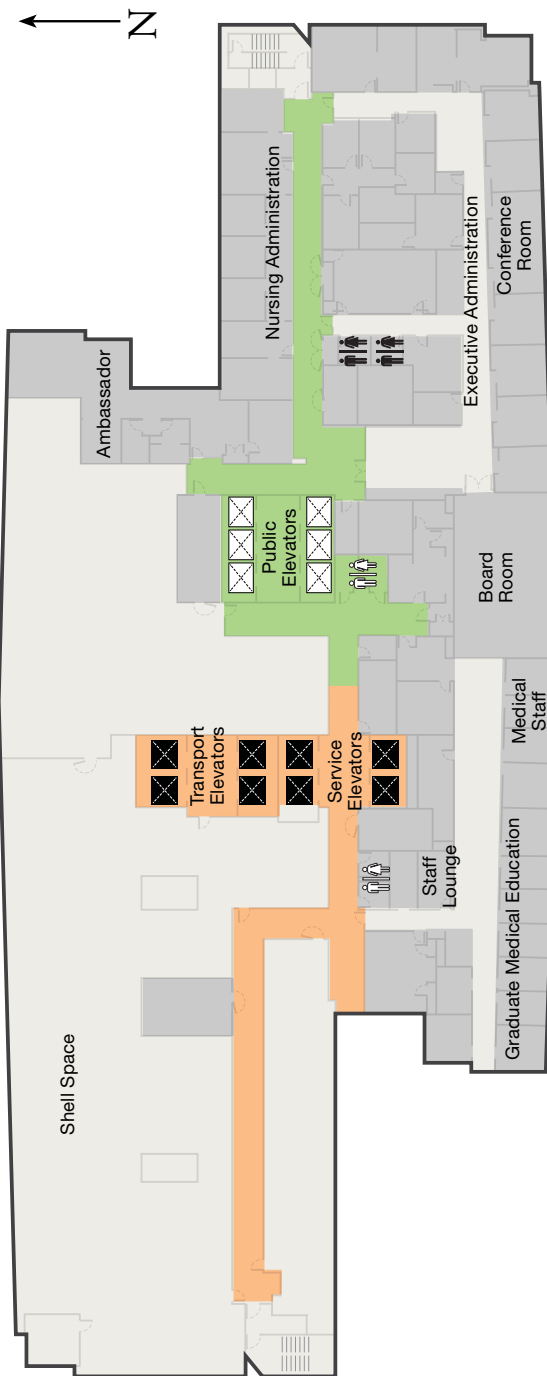 N
Nursing Administration
Ambassador
Executive Administration
Conference
Room
Public
Elevators
Board
Room
Medical
Staff
Transport
Elevators
Service
Elevators
Staff
Lounge
Graduate Medical Education
Shell Space